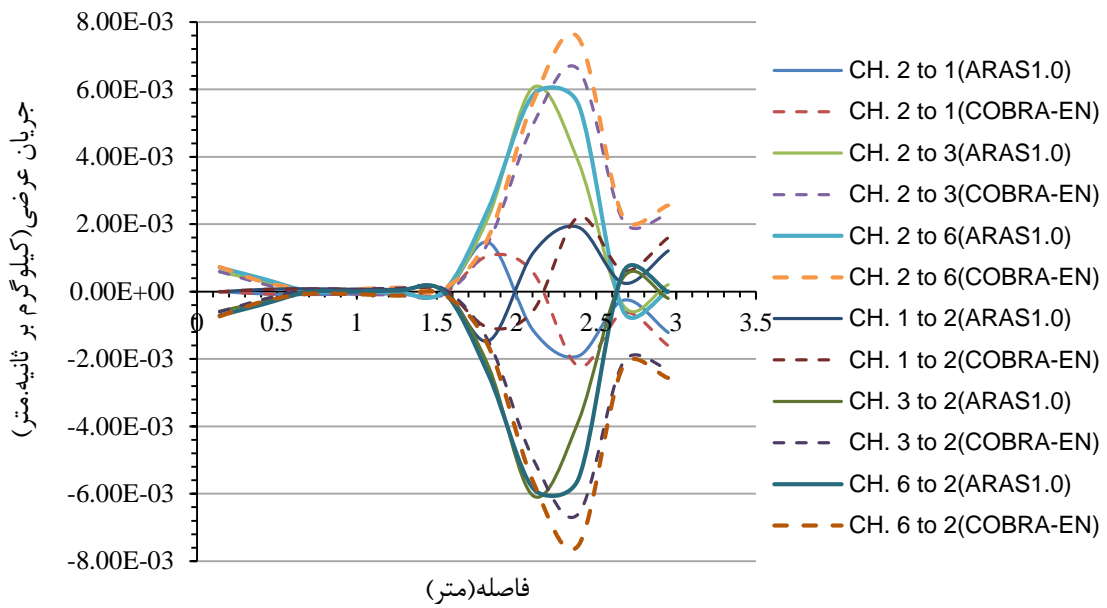 8.00E-03
6.00E-03
4.00E-03
2.00E-03
0.00E+00
-2.00E-03
-4.00E-03
-6.00E-03
-8.00E-03
جریان عرضی(کیلوگرم بر ثانیه.متر)
0 0.5 1 1.5 2 2.5 3 3.5
فاصله(متر)
CH. 2 to 1(ARAS1.0)
CH. 2 to 1(COBRA-EN)
CH. 2 to 3(ARAS1.0)
CH. 2 to 3(COBRA-EN)
CH. 2 to 6(ARAS1.0)
CH. 2 to 6(COBRA-EN)
CH. 1 to 2(ARAS1.0)
CH. 1 to 2(COBRA-EN)
CH. 3 to 2(ARAS1.0)
CH. 3 to 2(COBRA-EN)
CH. 6 to 2(ARAS1.0)
CH. 6 to 2(COBRA-EN)